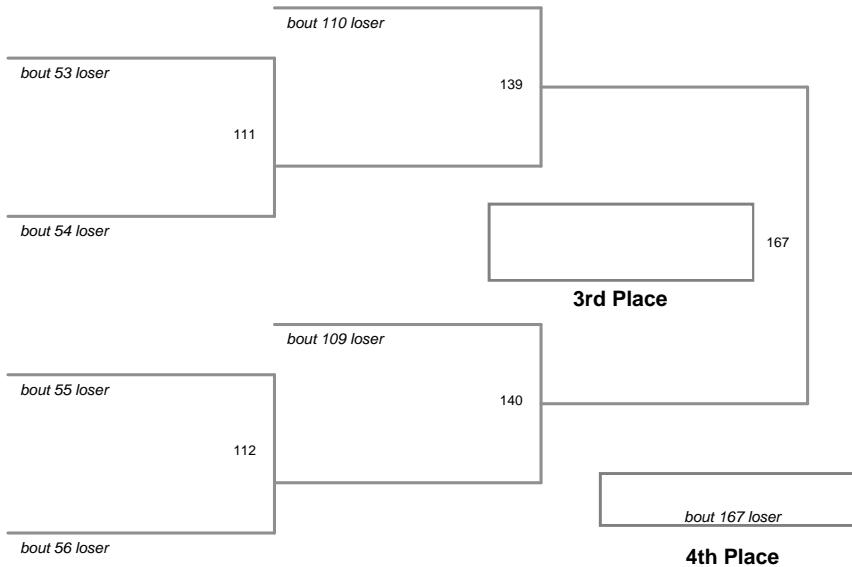 bout 110 loser
bout 53 loser
139
111
bout 54 loser
167
3rd Place
bout 109 loser
bout 55 loser
140
112
bout 167 loser
bout 56 loser
4th Place